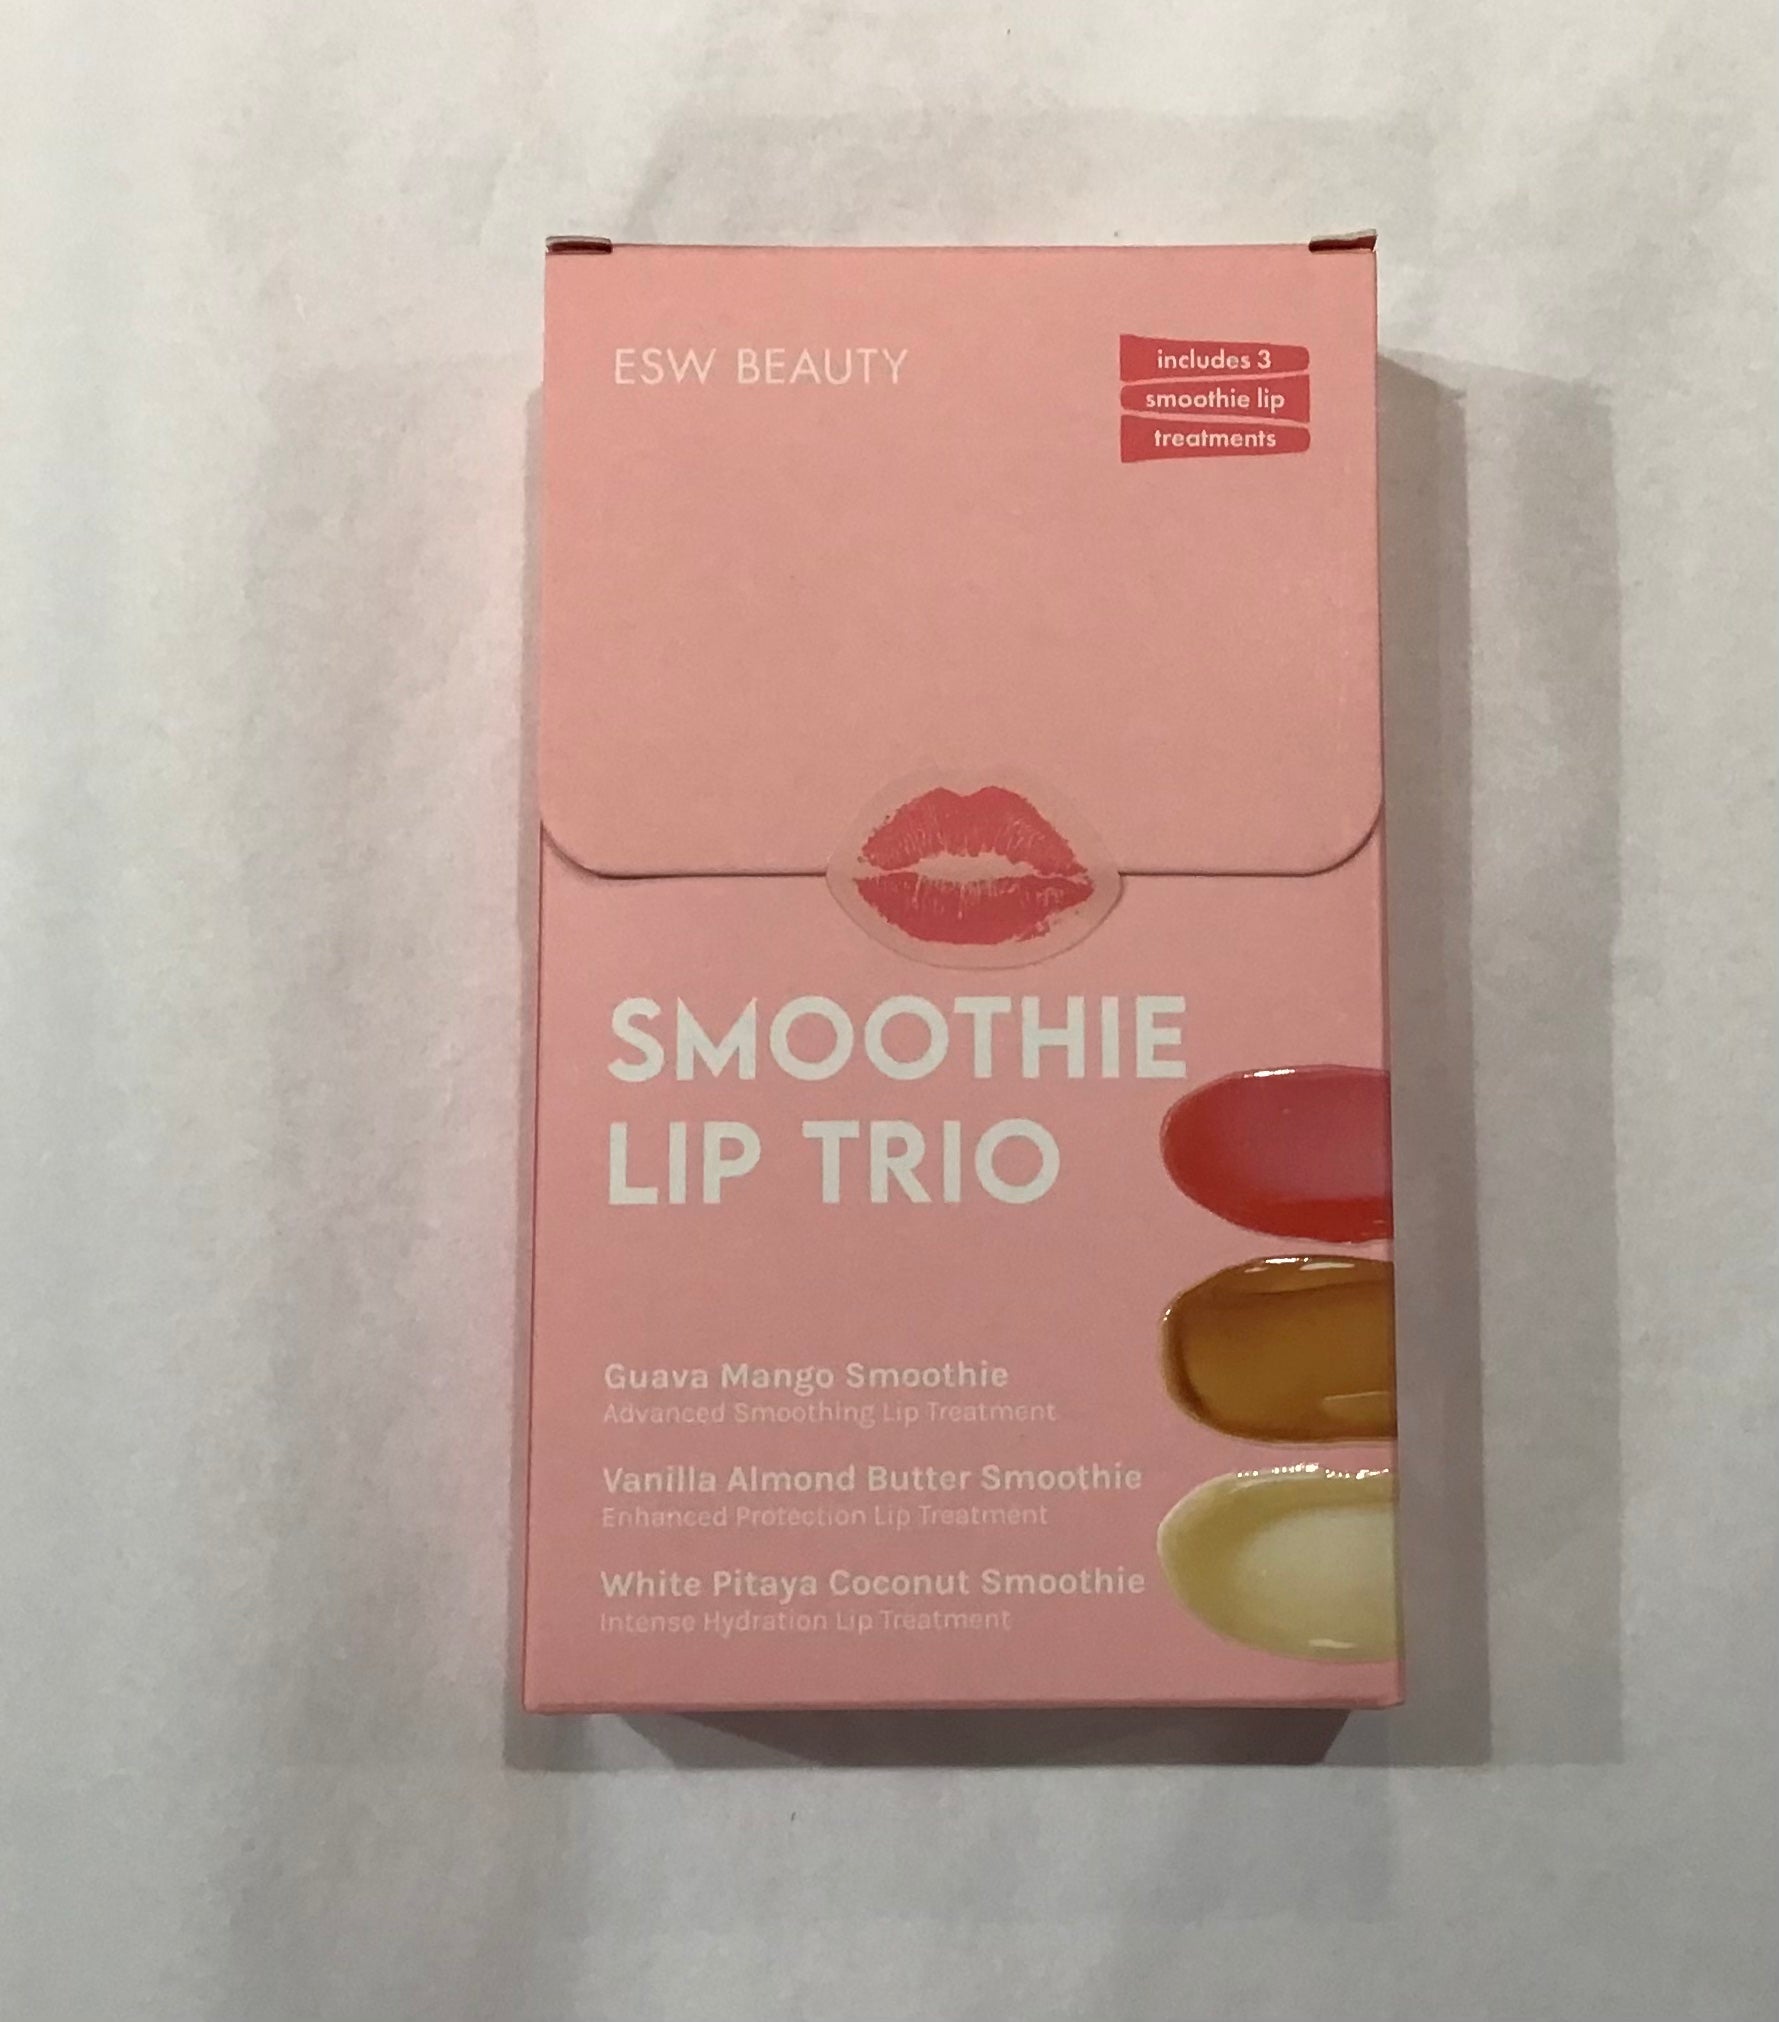 ESW BEAUTY
includes 3
smoothie lip
treatments
SMOOTHIE
LIP TRIO
Guava Mango Smoothie
Advanced Smoothing Lip Treatment
Vanilla Almond Butter Smoothie
Enhanced Protection Lip Treatment
White Pitaya Coconut Smoothie
Intense Hydration Lip Treatment